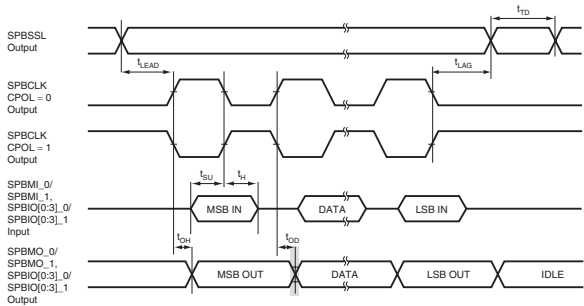 tTD
SPBSSL
Output
tLEAD
tLAG
SPBCLK
CPOL = 0
Output
SPBCLK
CPOL = 1
Output
tSU
tH
SPBMI_0/
SPBMI_1,
SPBIO[0:3]_0/
SPBIO[0:3]_1
Input
MSB IN
DATA
LSB IN
tOH
tOD
SPBMO_0/
SPBMO_1,
SPBIO[0:3]_0/
SPBIO[0:3]_1
Output
MSB OUT
DATA
LSB OUT
IDLE